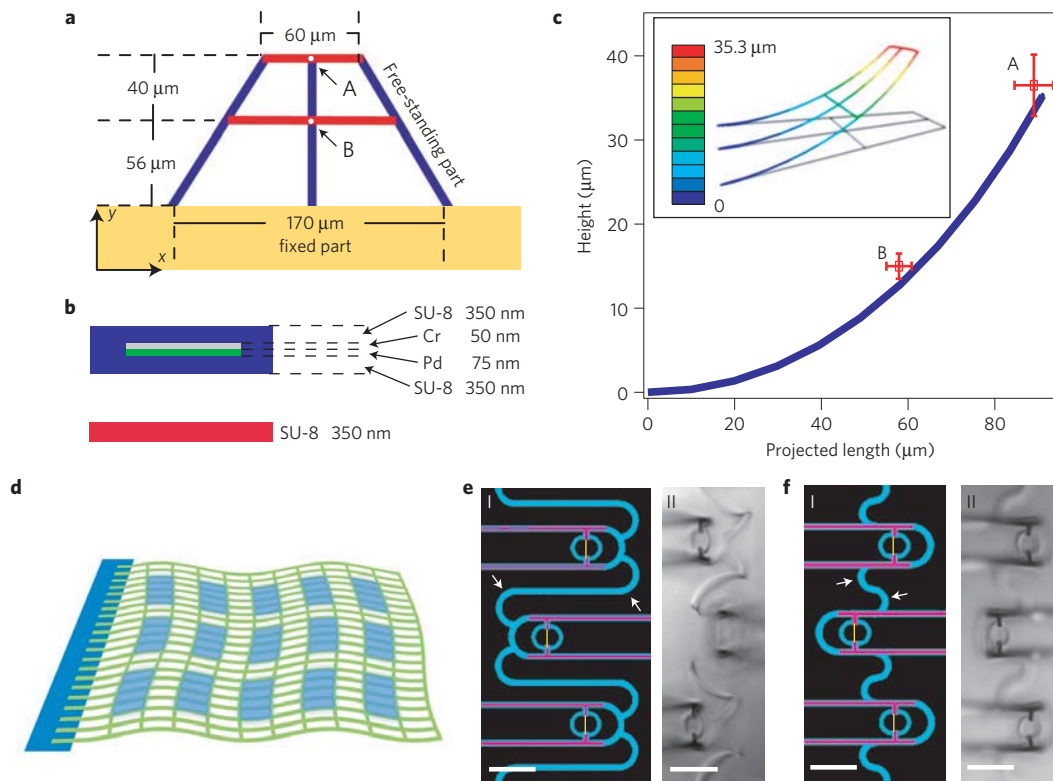 a
60 μm
40 μm
56 μm
A
B
Free-standing part
y
x
170 μm
fixed part
b
SU-8 350 nm
Cr 50 nm
Pd 75 nm
SU-8 350 nm
SU-8 350 nm
c
35.3 μm
0
A
B
Height (μm)
40
30
20
10
0
0 20 40 60 80
Projected length (μm)
d
e
I
II
f
I
II